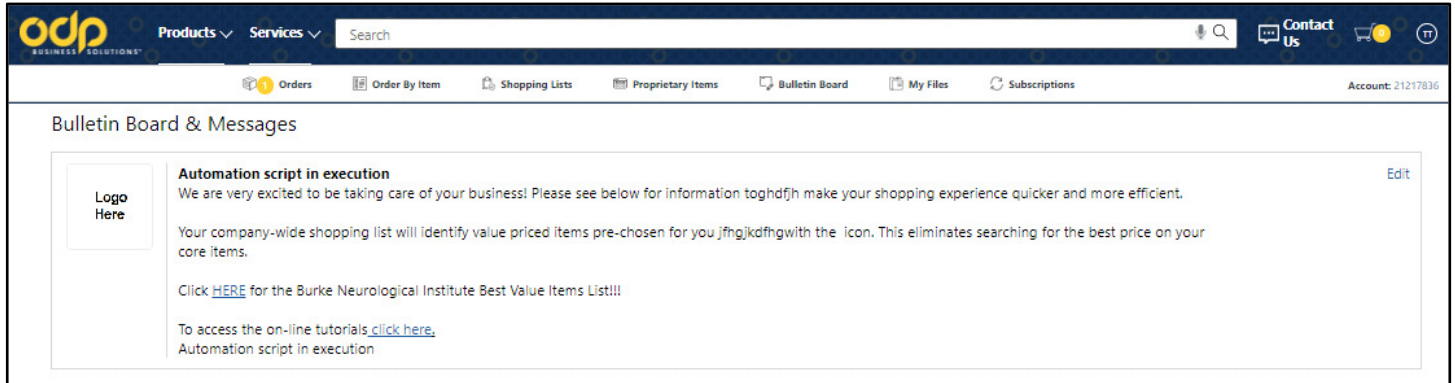 odp
BUSINESS SOLUTIONS™
Products Services Search Contact Us 0 TT
1 Orders Order By Item Shopping Lists Proprietary Items Bulletin Board My Files Subscriptions Account: 21217836
Bulletin Board & Messages
Logo
Here
Automation script in execution
Edit
We are very excited to be taking care of your business! Please see below for information toghdfjh make your shopping experience quicker and more efficient.
Your company-wide shopping list will identify value priced items pre-chosen for you jfhgjkdfhgwith the icon. This eliminates searching for the best price on your
core items.
Click HERE for the Burke Neurological Institute Best Value Items List!!!
To access the on-line tutorials click here.
Automation script in execution